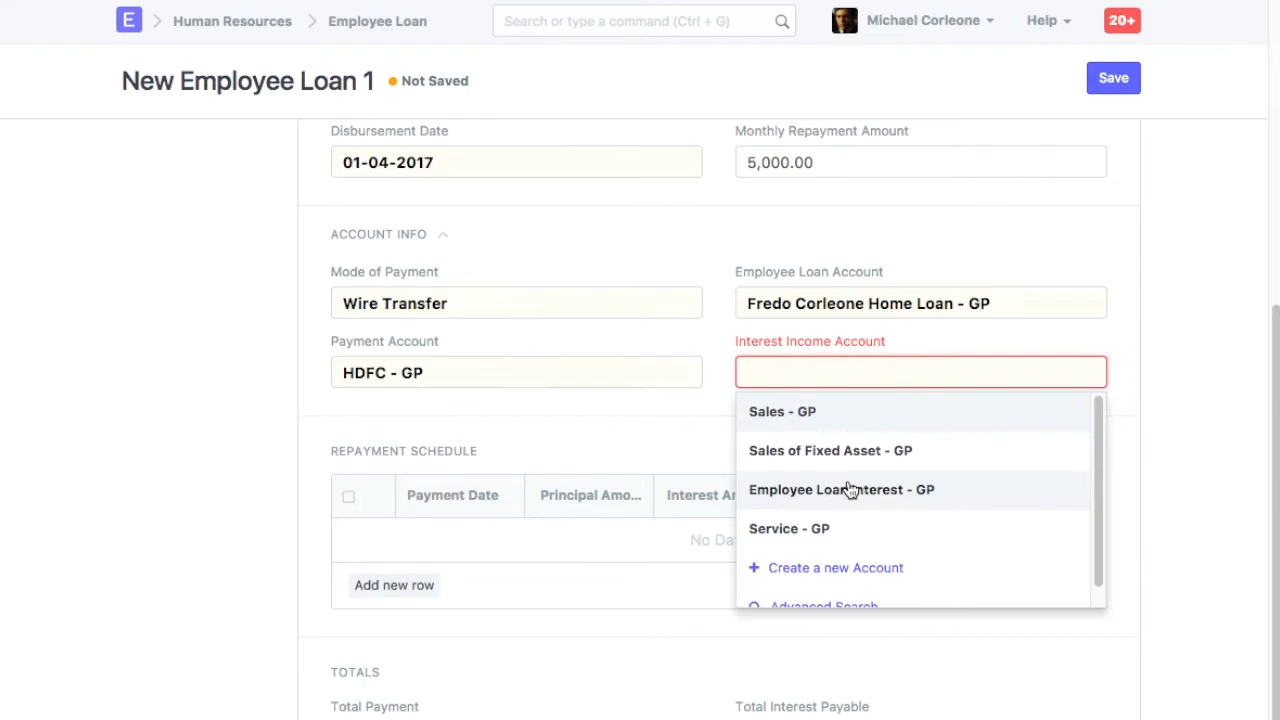 E Human Resources Employee Loan Search or type a command (Ctrl + G) Michael Corleone Help 20+
New Employee Loan 1 Not Saved Save
Disbursement Date Monthly Repayment Amount
01-04-2017 5,000.00
ACCOUNT INFO
Mode of Payment Employee Loan Account
Wire Transfer Fredo Corleone Home Loan - GP
Payment Account Interest Income Account
HDFC - GP
Sales - GP
Sales of Fixed Asset - GP
REPAYMENT SCHEDULE
Payment Date Principal Amo... Interest Am
Employee Loan Interest - GP
Service - GP
No Da
+ Create a new Account
Add new row
Advanced Search
TOTALS
Total Payment Total Interest Payable